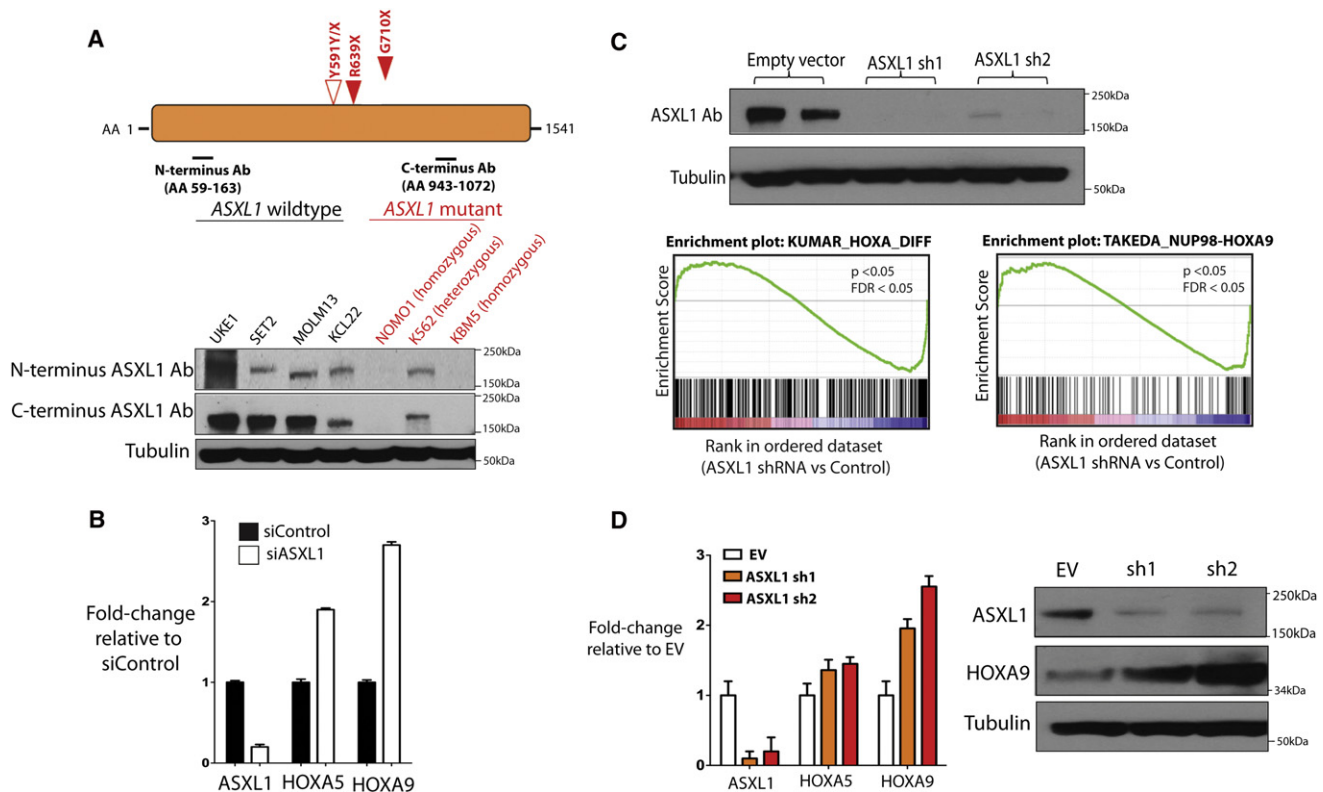 A
Y591Y/X
R639X
G710X
AA 1
1541
N-terminus Ab
(AA 59-163)
C-terminus Ab
(AA 943-1072)
ASXL1 wildtype
ASXL1 mutant
UKE1
SET2
MOLM13
KCL22
NOMO1 (homozygous)
K562 (heterozygous)
KBM5 (homozygous)
N-terminus ASXL1 Ab
250kDa
150kDa
C-terminus ASXL1 Ab
250kDa
150kDa
Tubulin
50kDa
B
3
2
1
0
siControl
siASXL1
Fold-change
relative to
siControl
ASXL1
HOXA5
HOXA9
C
Empty vector
ASXL1 sh1
ASXL1 sh2
ASXL1 Ab
250kDa
150kDa
Tubulin
50kDa
Enrichment plot: KUMAR_HOXA_DIFF
Enrichment Score
p <0.05
FDR < 0.05
Rank in ordered dataset
(ASXL1 shRNA vs Control)
Enrichment plot: TAKEDA_NUP98-HOXA9
Enrichment Score
p <0.05
FDR < 0.05
Rank in ordered dataset
(ASXL1 shRNA vs Control)
D
3
2
1
0
EV
ASXL1 sh1
ASXL1 sh2
Fold-change
relative to EV
ASXL1
HOXA5
HOXA9
EV
sh1
sh2
ASXL1
250kDa
150kDa
HOXA9
34kDa
Tubulin
50kDa